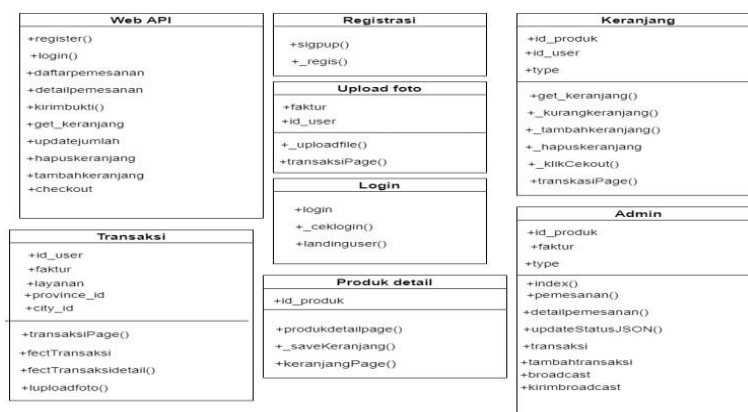 Web API
+register()
+login()
+daftarpemesanan
+detailpemesanan
+kirimbukti()
+get_keranjang
+updatejumlah
+hapuskeranjang
+tambahkeranjang
+checkout
Registrasi
+sigpup()
+_regis()
Upload foto
+faktur
+id_user
+_uploadfile()
+transaksiPage()
Login
+login
+_ceklogin()
+landinguser()
Keranjang
+id_produk
+id_user
+type
+get_keranjang()
+_kurangkeranjang()
+_tambahkeranjang()
+_hapuskeranjang
+_klikCekout()
+transkasiPage()
Transaksi
+id_user
+faktur
+layanan
+province_id
+city_id
+transaksiPage()
+fectTransaksi
+fectTransaksidetail()
+luploadfoto()
Produk detail
+id_produk
+produkdetailpage()
+_saveKeranjang()
+keranjangPage()
Admin
+id_produk
+faktur
+type
+index()
+pemesanan()
+detailpemesanan()
+updateStatusJSON()
+transaksi
+tambahtransaksi
+broadcast
+kirimbroadcast